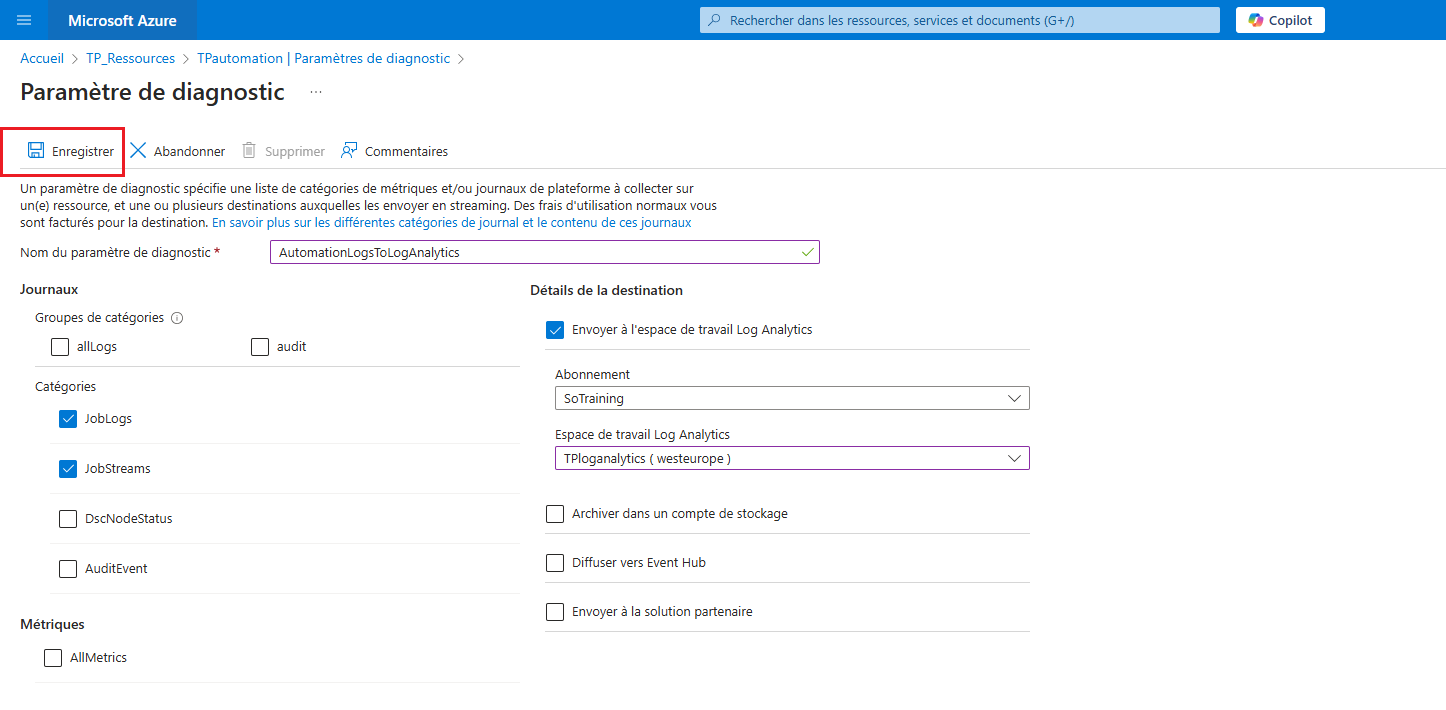 Microsoft Azure
Rechercher dans les ressources, services et documents (G+/)
Copilot
Accueil > TP_Ressources > TPautomation | Paramètres de diagnostic >
Paramètre de diagnostic ...
Enregistrer Abandonner Supprimer Commentaires
Un paramètre de diagnostic spécifie une liste de catégories de métriques et/ou journaux de plateforme à collecter sur
un(e) ressource, et une ou plusieurs destinations auxquelles les envoyer en streaming. Des frais d'utilisation normaux vous
sont facturés pour la destination. En savoir plus sur les différentes catégories de journal et le contenu de ces journaux
Nom du paramètre de diagnostic * AutomationLogsToLogAnalytics
Journaux
Groupes de catégories
allLogs audit
Catégories
JobLogs
JobStreams
DscNodeStatus
AuditEvent
Métriques
AllMetrics
Détails de la destination
Envoyer à l'espace de travail Log Analytics
Abonnement
SoTraining
Espace de travail Log Analytics
TPloganalytics ( westeurope )
Archiver dans un compte de stockage
Diffuser vers Event Hub
Envoyer à la solution partenaire